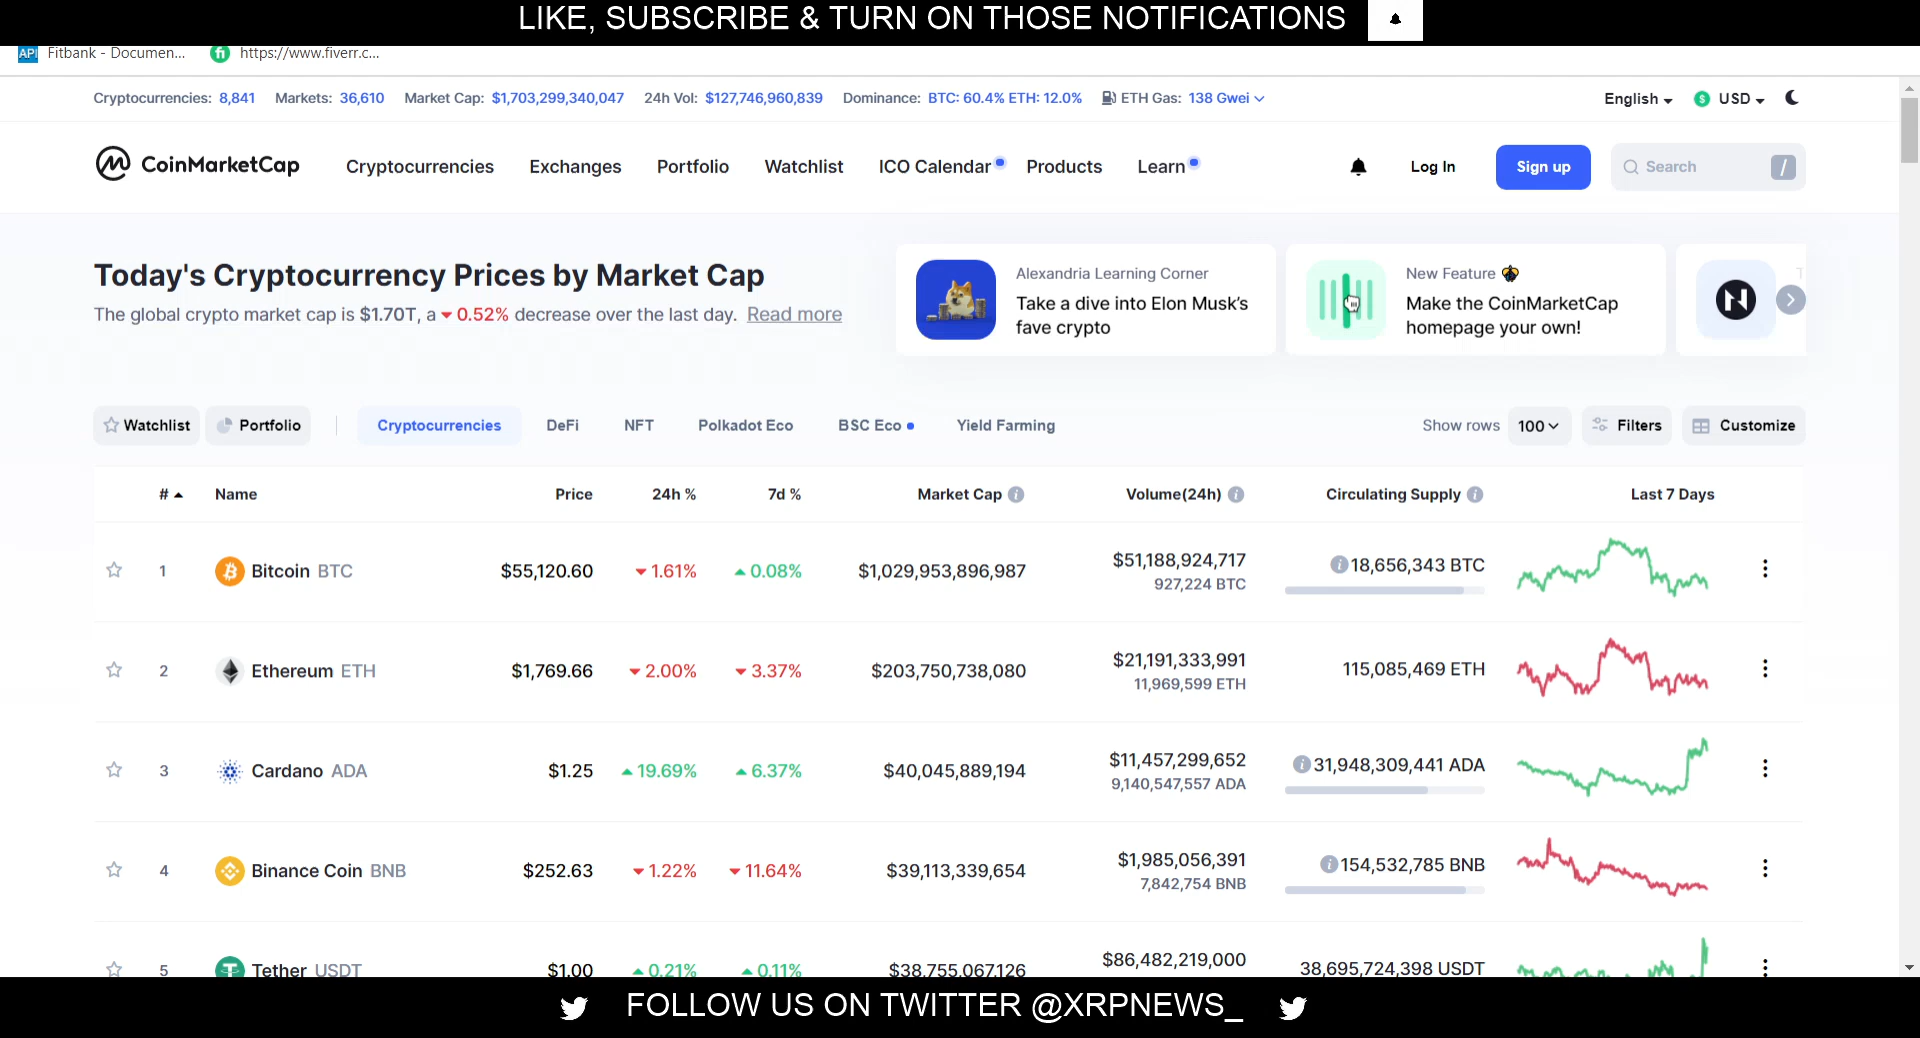 LIKE, SUBSCRIBE & TURN ON THOSE NOTIFICATIONS
API Fitbank - Documen... fi https://www.fiverr.c...
Cryptocurrencies: 8,841 Markets: 36,610 Market Cap: $1,703,299,340,047 24h Vol: $127,746,960,839 Dominance: BTC: 60.4% ETH: 12.0% ETH Gas: 138 Gwei English $ USD
CoinMarketCap Cryptocurrencies Exchanges Portfolio Watchlist ICO Calendar Products Learn Log In Sign up Search /
Today's Cryptocurrency Prices by Market Cap
The global crypto market cap is $1.70T, a 0.52% decrease over the last day. Read more
Alexandria Learning Corner
Take a dive into Elon Musk's
fave crypto
New Feature
Make the CoinMarketCap
homepage your own!
Watchlist Portfolio Cryptocurrencies DeFi NFT Polkadot Eco BSC Eco Yield Farming Show rows 100 Filters Customize
# Name Price 24h % 7d % Market Cap Volume(24h) Circulating Supply Last 7 Days
1 Bitcoin BTC $55,120.60 1.61% 0.08% $1,029,953,896,987 $51,188,924,717 18,656,343 BTC
927,224 BTC
2 Ethereum ETH $1,769.66 2.00% 3.37% $203,750,738,080 $21,191,333,991 115,085,469 ETH
11,969,599 ETH
3 Cardano ADA $1.25 19.69% 6.37% $40,045,889,194 $11,457,299,652 31,948,309,441 ADA
9,140,547,557 ADA
4 Binance Coin BNB $252.63 1.22% 11.64% $39,113,339,654 $1,985,056,391 154,532,785 BNB
7,842,754 BNB
5 Tether USDT $1.00 0.21% 0.11% $38,755,067,126 $86,482,219,000 38,695,724,398 USDT
FOLLOW US ON TWITTER @XRPNEWS_